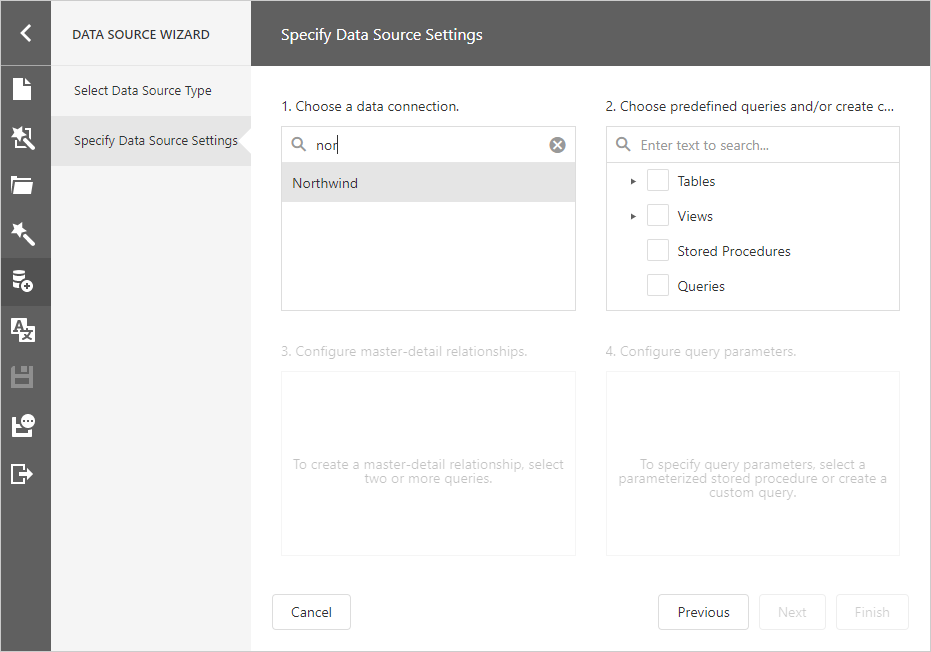 DATA SOURCE WIZARD
Specify Data Source Settings
Select Data Source Type
Specify Data Source Settings
1. Choose a data connection.
nor
Northwind
2. Choose predefined queries and/or create c...
Enter text to search...
Tables
Views
Stored Procedures
Queries
3. Configure master-detail relationships.
To create a master-detail relationship, select
two or more queries.
4. Configure query parameters.
To specify query parameters, select a
parameterized stored procedure or create a
custom query.
Cancel
Previous
Next
Finish